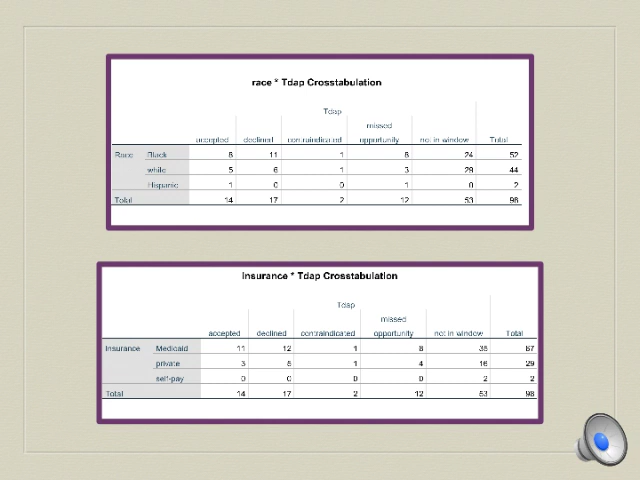 race * Tdap Crosstabulation
Tdap
missed
accepted declined contraindicated opportunity not in window Total
Race Black 8 11 1 8 24 52
white 5 6 1 3 29 44
Hispanic 1 0 0 1 0 2
Total 14 17 2 12 53 98
insurance * Tdap Crosstabulation
Tdap
missed
accepted declined contraindicated opportunity not in window Total
insurance Medicaid 11 12 1 8 35 67
private 3 5 1 4 16 29
self-pay 0 0 0 0 2 2
Total 14 17 2 12 53 98